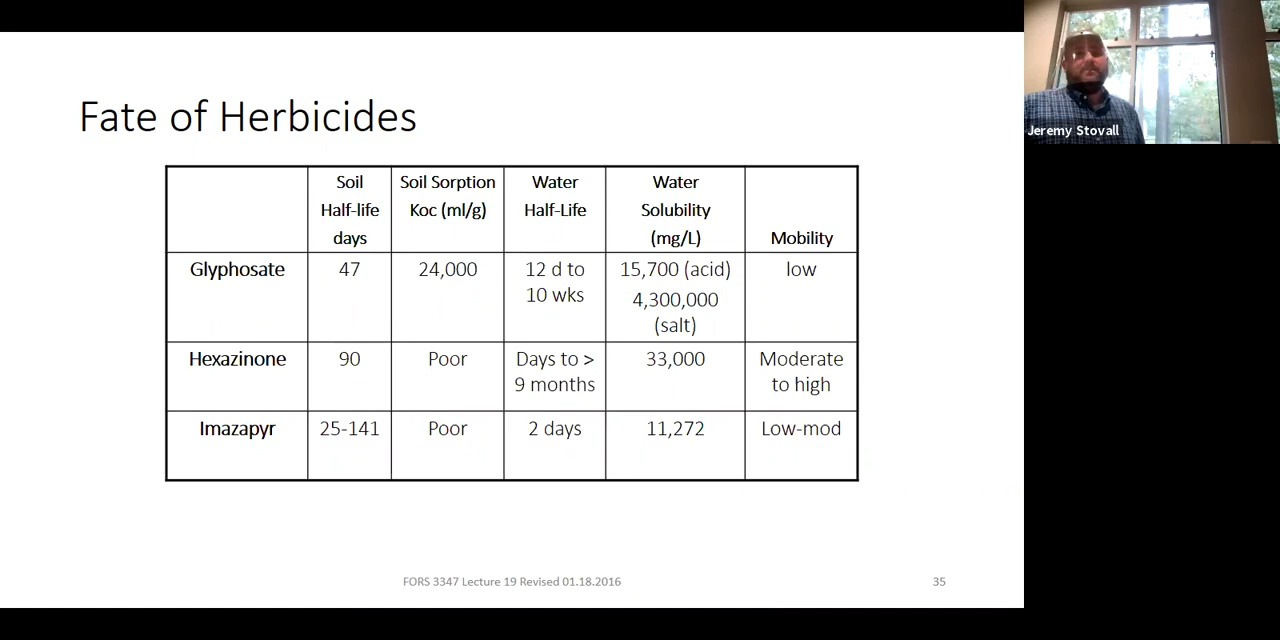 Fate of Herbicides
Soil
Half-life
days
Soil Sorption
Koc (ml/g)
Water
Half-Life
Water
Solubility
(mg/L)
Mobility
Glyphosate
47
24,000
12 d to
10 wks
15,700 (acid)
4,300,000
(salt)
low
Hexazinone
90
Poor
Days to >
9 months
33,000
Moderate
to high
Imazapyr
25-141
Poor
2 days
11,272
Low-mod
FORS 3347 Lecture 19 Revised 01.18.2016
35
Jeremy Stovall